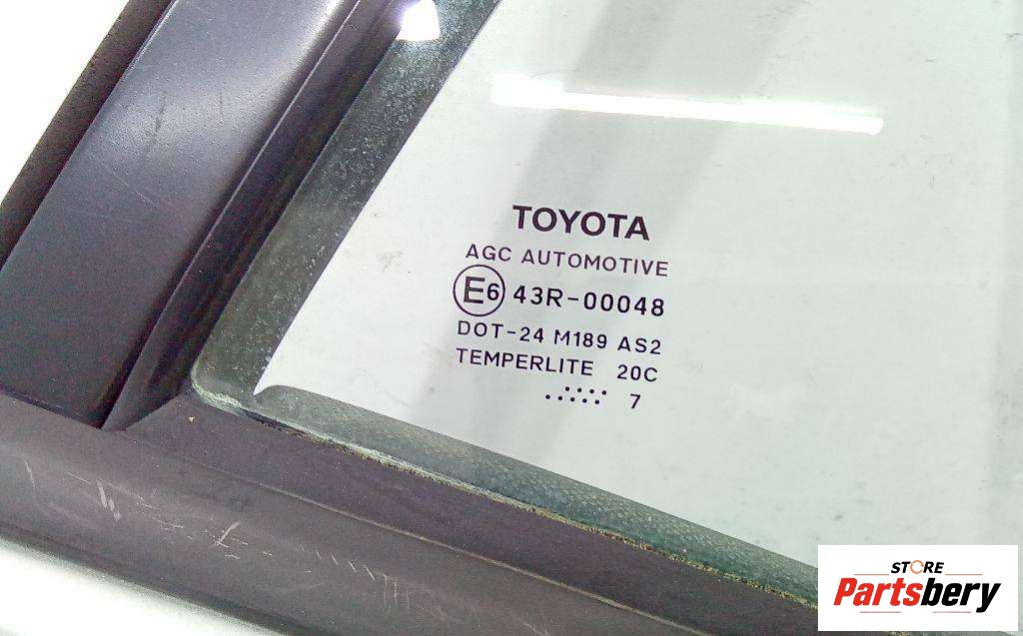 TOYOTA
AGC AUTOMOTIVE
E6 43R-00048
DOT-24 M189 AS2
TEMPERLITE 20C
7
STORE
Partsbery